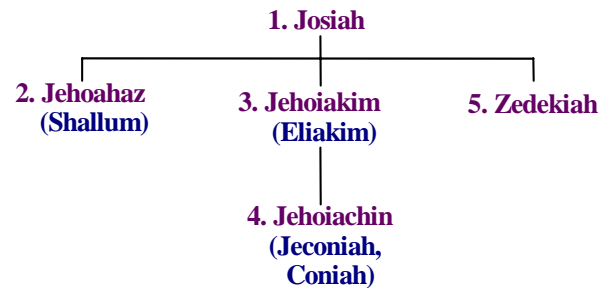 1. Josiah
2. Jehoahaz
(Shallum)
3. Jehoiakim
(Eliakim)
5. Zedekiah
4. Jehoiachin
(Jeconiah,
Coniah)